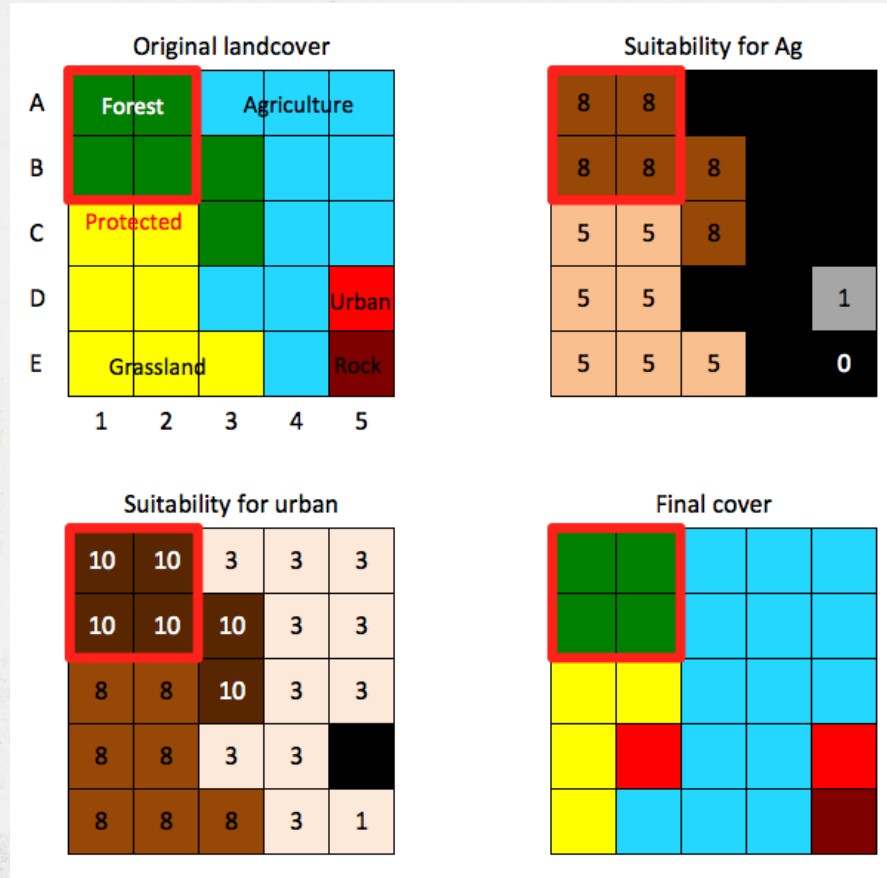 Original landcover
Suitability for Ag
A Forest Agriculture
B
C Protected
D Urban
E Grassland Rock
1 2 3 4 5
8 8
8 8 8
5 5 8
5 5 1
5 5 5 0
Suitability for urban
Final cover
10 10 3 3 3
10 10 10 3 3
8 8 10 3 3
8 8 3 3
8 8 8 3 1